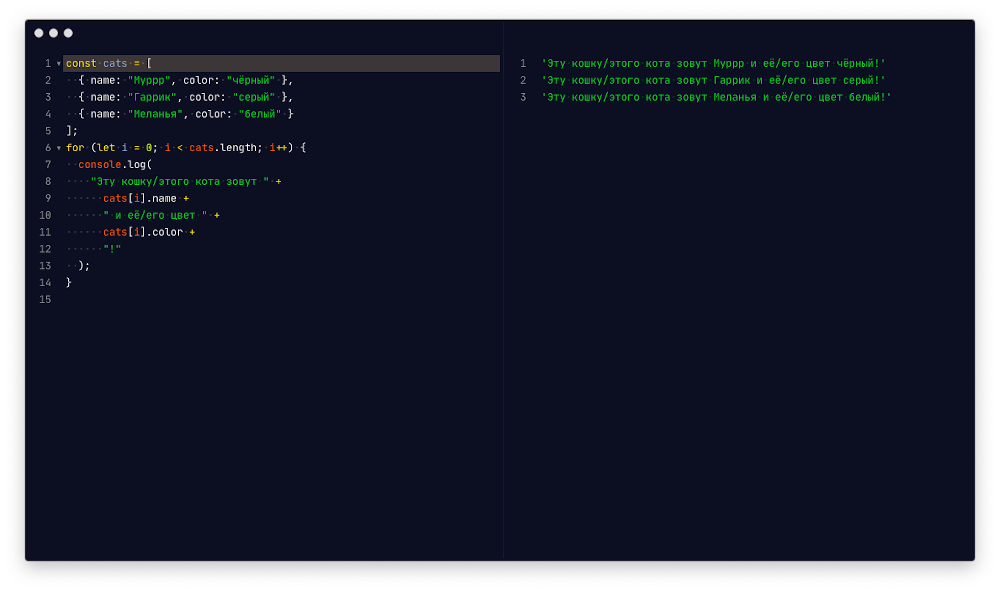 1 const cats = [
2 { name: "Муррр", color: "чёрный" },
3 { name: "Гаррик", color: "серый" },
4 { name: "Меланья", color: "белый" }
5 ];
6 for (let i = 0; i < cats.length; i++) {
7 console.log(
8 "Эту кошку/этого кота зовут " +
9 cats[i].name +
10 " и её/его цвет " +
11 cats[i].color +
12 "!"
13 );
14 }
15
1 'Эту кошку/этого кота зовут Муррр и её/его цвет чёрный!'
2 'Эту кошку/этого кота зовут Гаррик и её/его цвет серый!'
3 'Эту кошку/этого кота зовут Меланья и её/его цвет белый!'